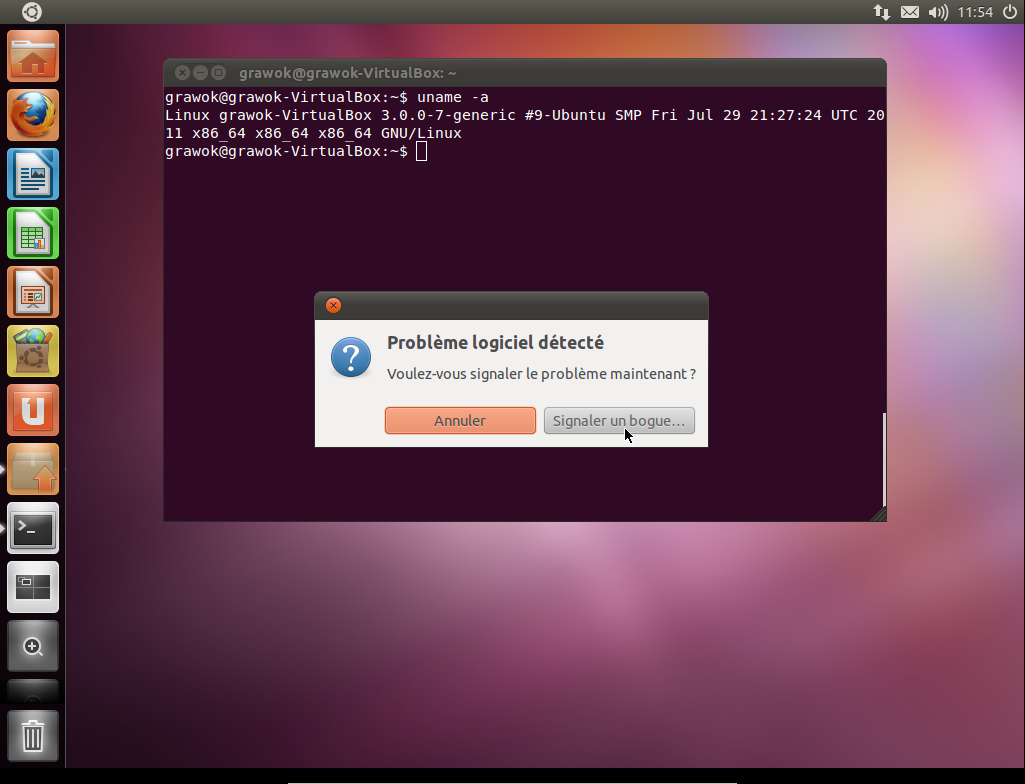 11:54
grawok@grawok-VirtualBox: ~
grawok@grawok-VirtualBox:~$ uname -a
Linux grawok-VirtualBox 3.0.0-7-generic #9-Ubuntu SMP Fri Jul 29 21:27:24 UTC 20
11 x86_64 x86_64 x86_64 GNU/Linux
grawok@grawok-VirtualBox:~$
Problème logiciel détecté
Voulez-vous signaler le problème maintenant ?
Annuler
Signaler un bogue…